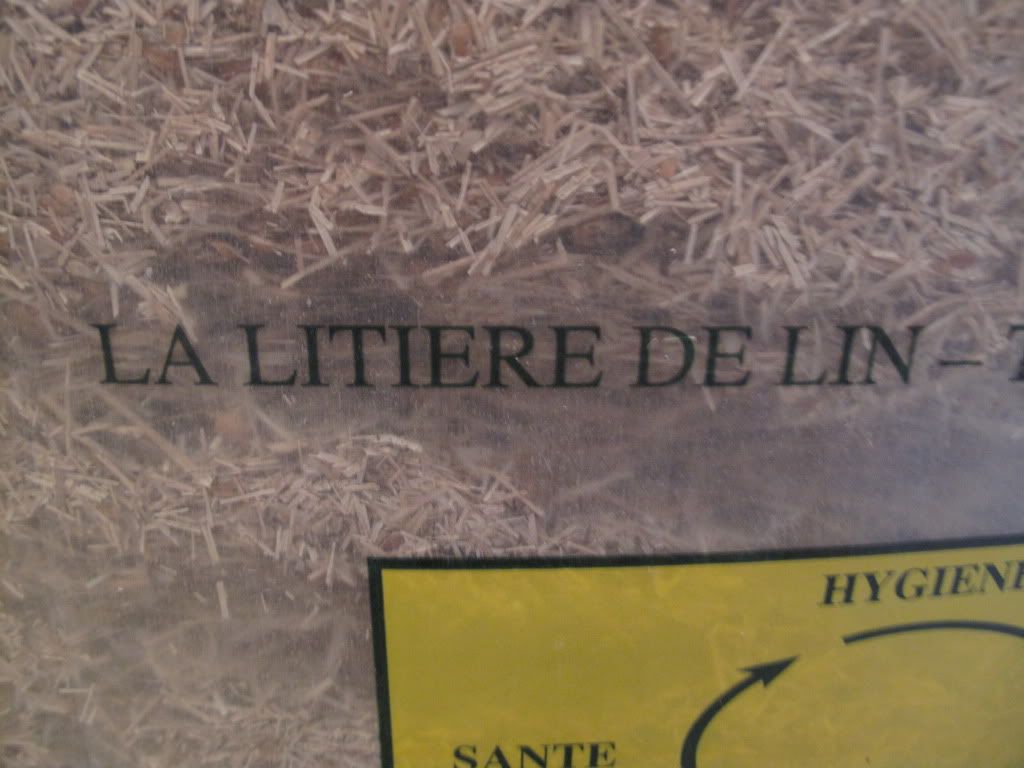 LA LITIERE DE LIN –
HYGIENE
SANTE